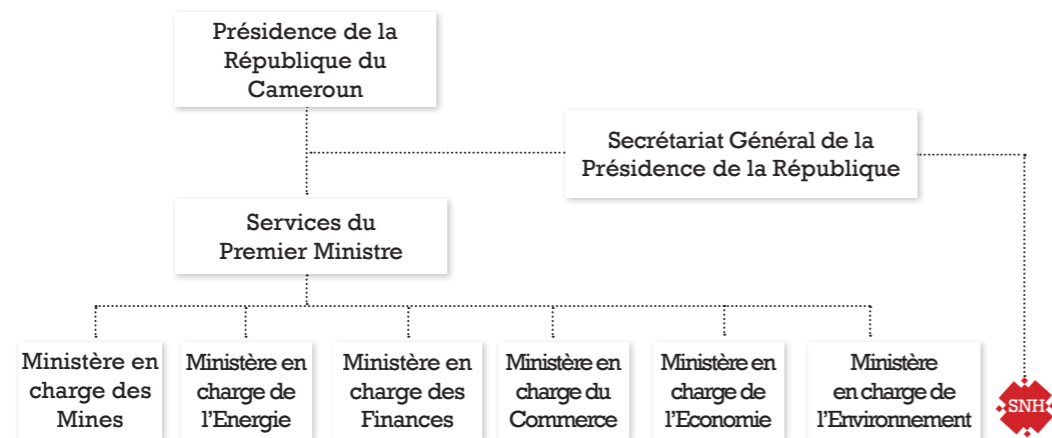 Présidence de la
République du
Cameroun
Secrétariat Général de la
Présidence de la République
Services du
Premier Ministre
Ministère en
charge des
Mines
Ministère en
charge de
l'Energie
Ministère en
charge des
Finances
Ministère en
charge du
Commerce
Ministère en
charge de
l'Economie
Ministère
en charge de
l'Environnement
SNH